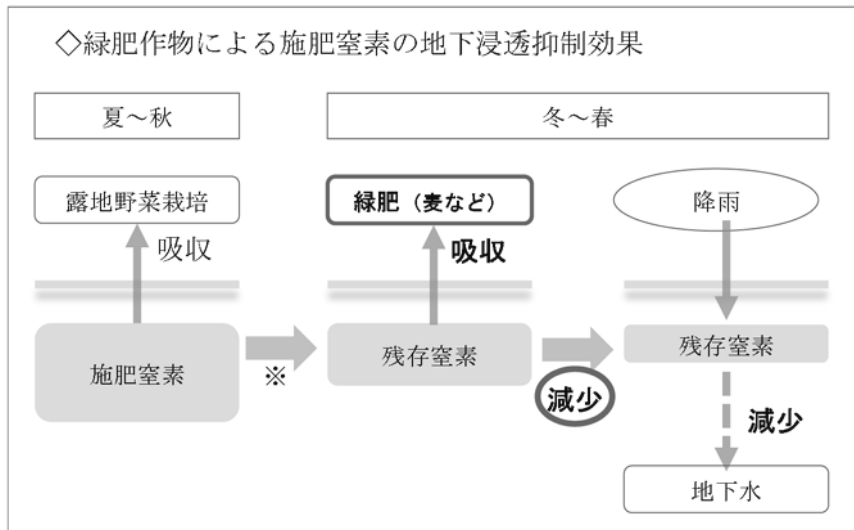 ◇緑肥作物による施肥窒素の地下浸透抑制効果
夏～秋
冬～春
露地野菜栽培
緑肥（麦など）
降雨
吸収
吸収
施肥窒素
※
残存窒素
減少
残存窒素
減少
地下水